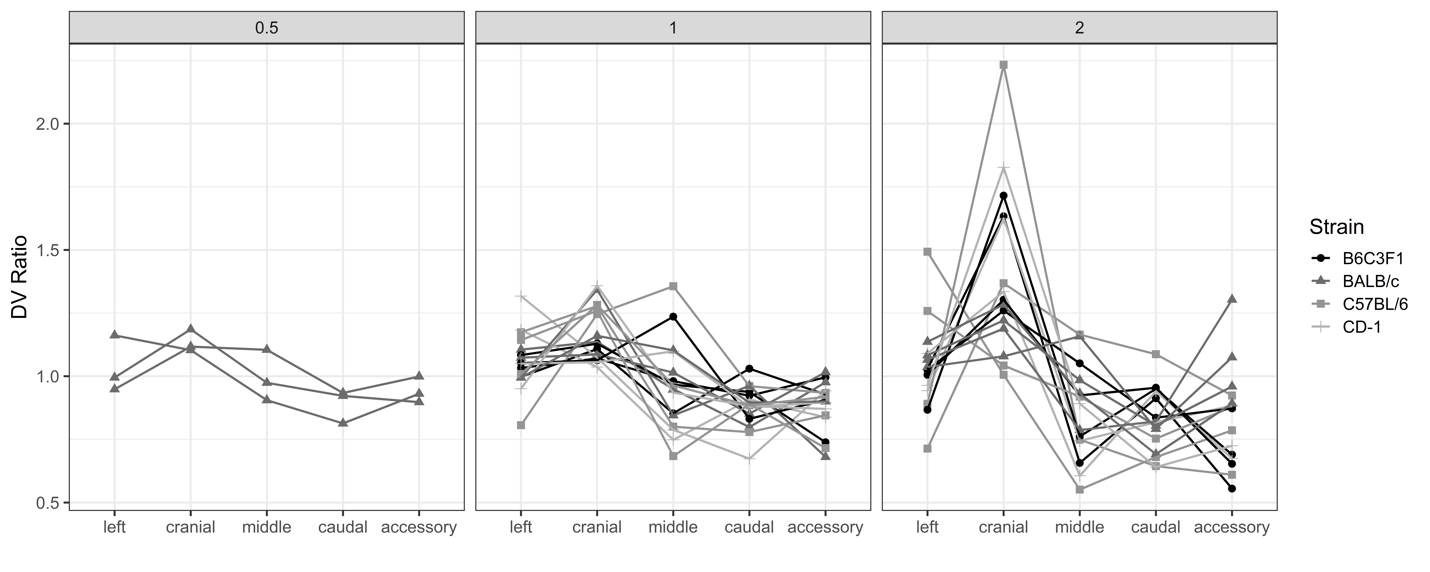 0.5
1
2
DV Ratio
2.0
1.5
1.0
0.5
left cranial middle caudal accessory
left cranial middle caudal accessory
left cranial middle caudal accessory
Strain
B6C3F1
BALB/c
C57BL/6
CD-1